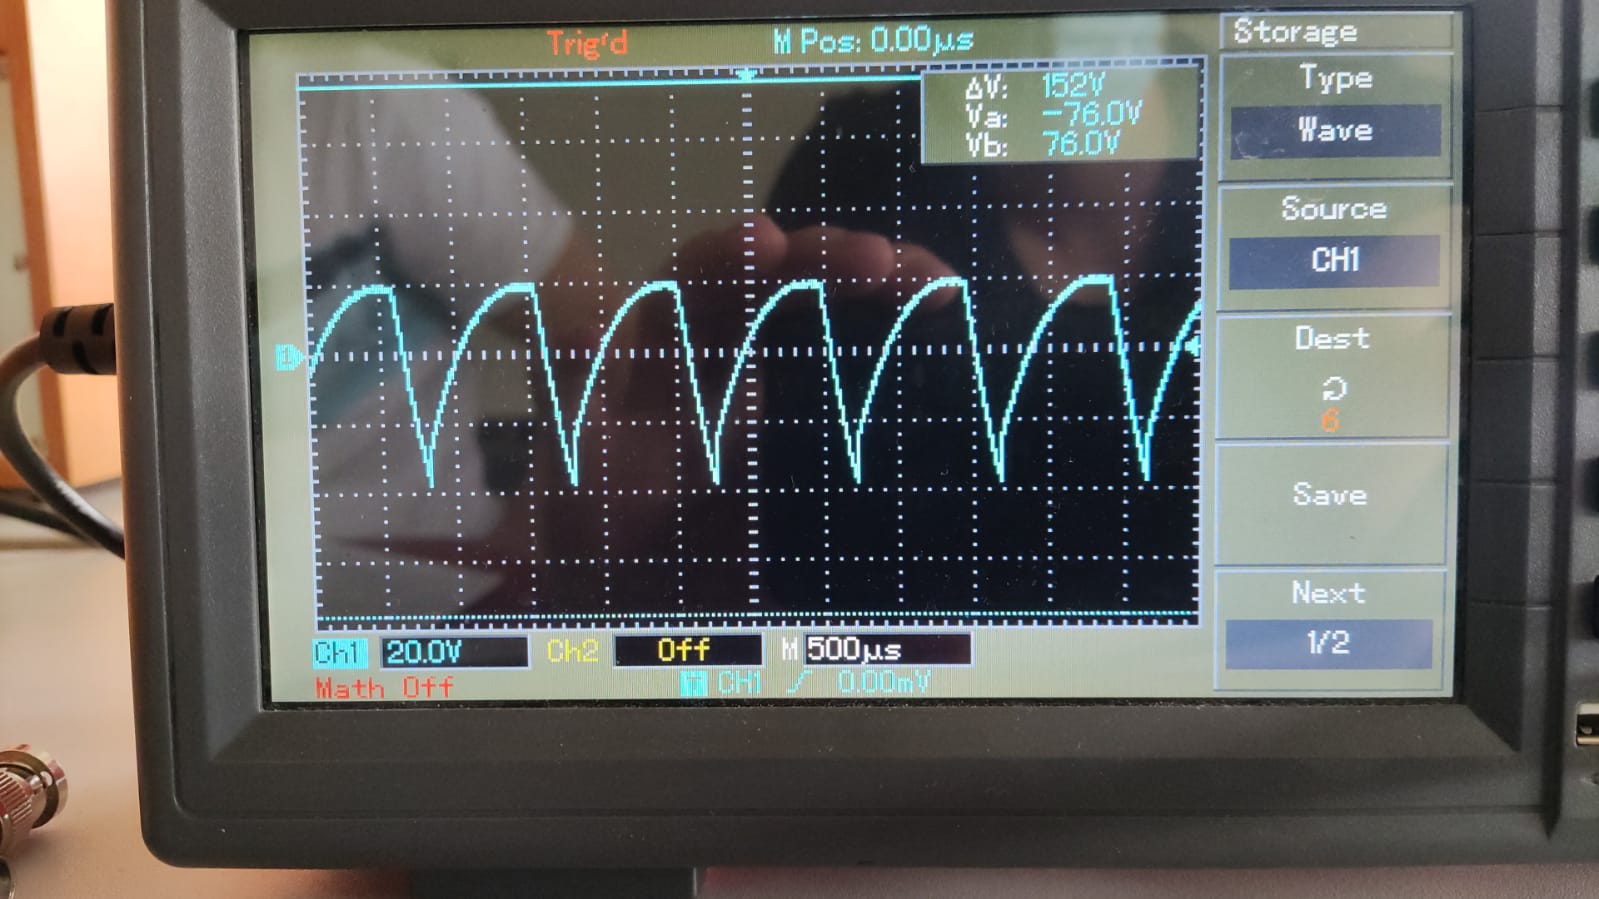 Trig'd
M Pos: 0.00µs
ΔV: 152V
Va: -76.0V
Vb: 76.0V
Storage
Type
Wave
Source
CH1
Dest
6
Save
Next
1/2
1
Ch1 20.0V Ch2 Off M 500µs
Math Off T CH1 0.00mV